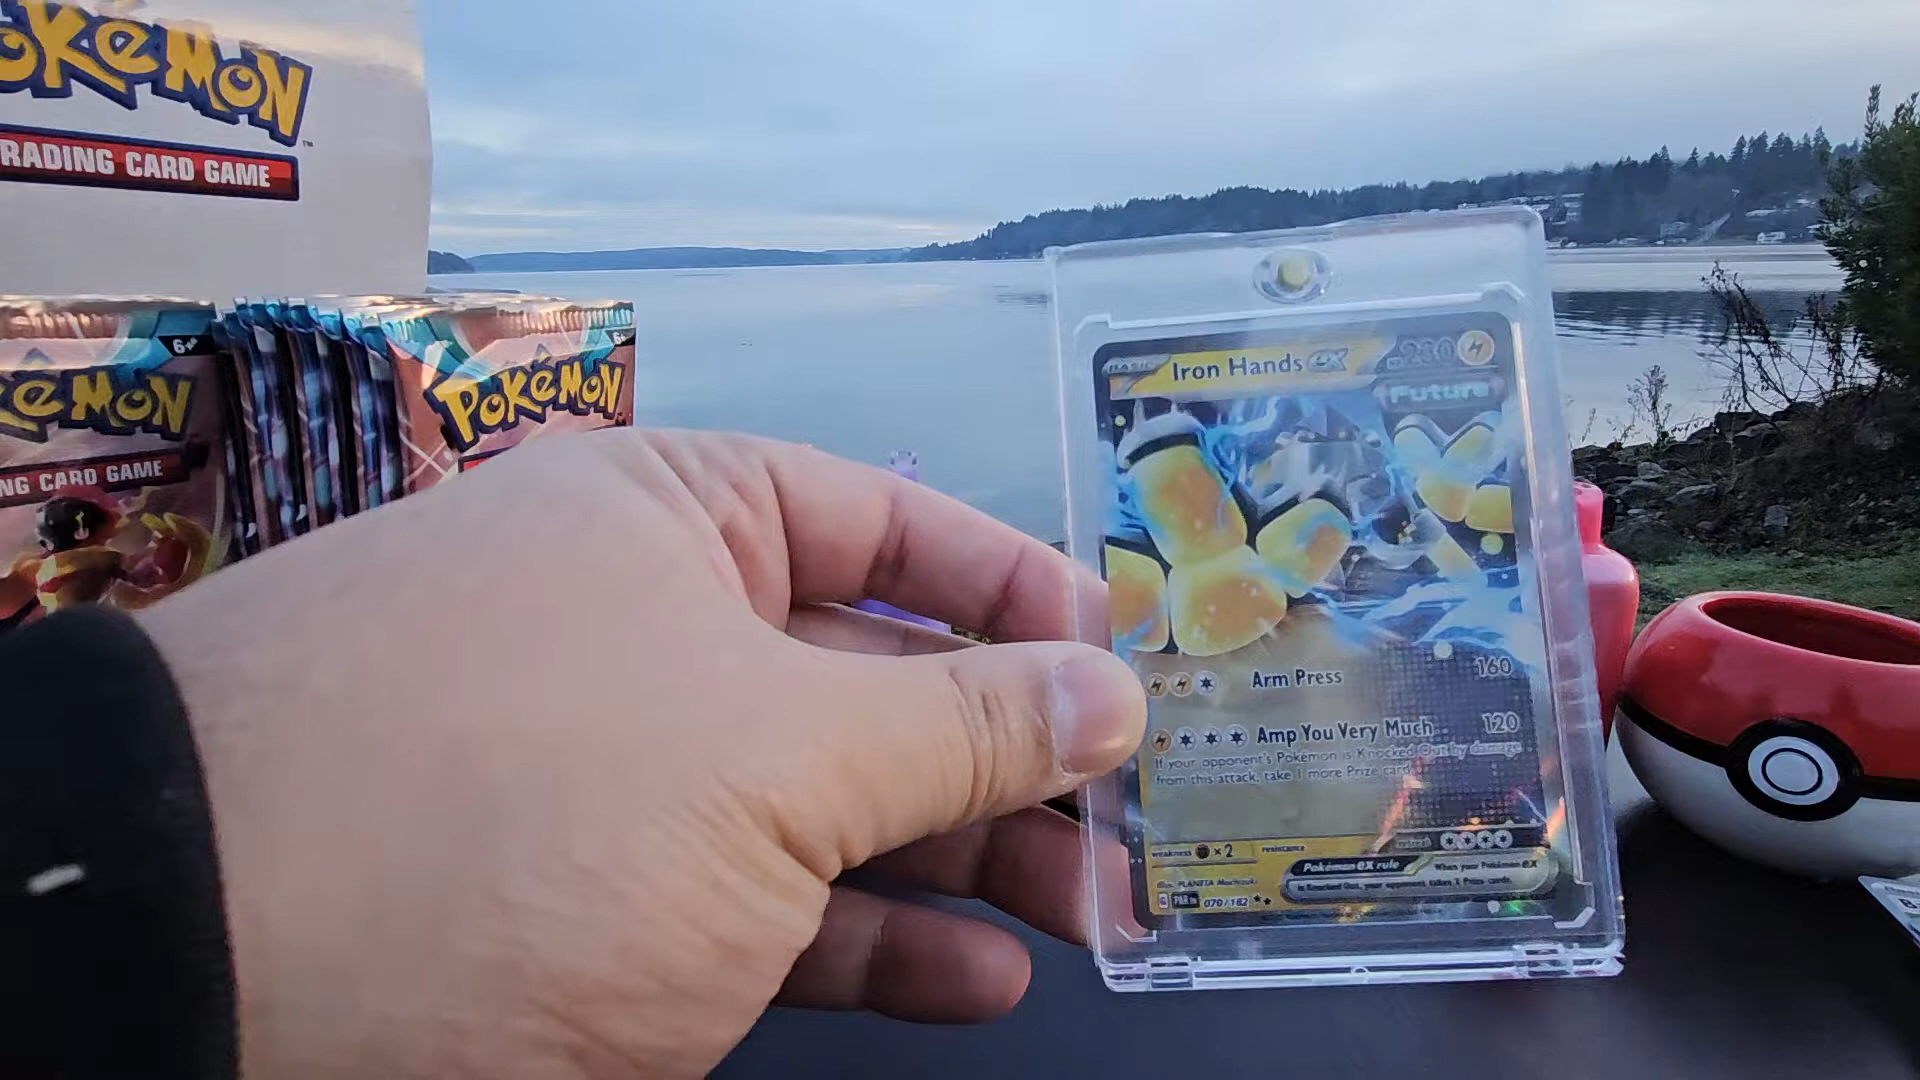 POKÉMON
TRADING CARD GAME
6+
POKÉMON
TRADING CARD GAME
6+
POKÉMON
BASIC
Iron Hands ex
230
Future
Arm Press
160
Amp You Very Much
120
If your opponent's Pokémon is Knocked Out by damage
from this attack, take 1 more Prize card.
weakness ×2 resistance
retreat
Pokémon ex rule
When your Pokémon ex
is Knocked Out, your opponent takes 2 Prize cards.
Illus. PLANETA Mochizuki
G PAR EN 070/182